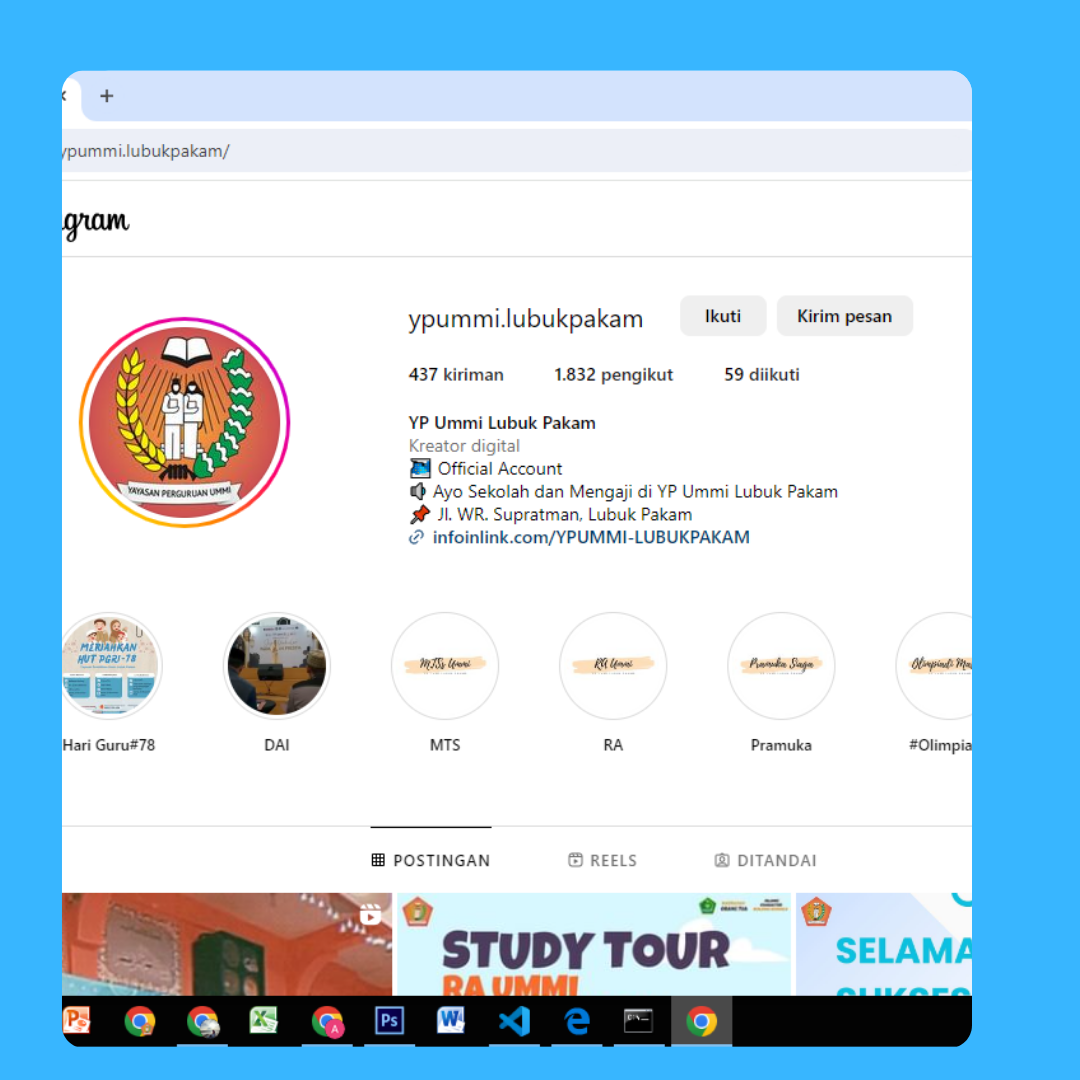 ypummi.lubukpakam/
gram
ypummi.lubukpakam
Ikuti
Kirim pesan
437 kiriman
1.832 pengikut
59 diikuti
YP Ummi Lubuk Pakam
Kreator digital
Official Account
Ayo Sekolah dan Mengaji di YP Ummi Lubuk Pakam
Jl. WR. Supratman, Lubuk Pakam
infoinlink.com/YPUMMI-LUBUKPAKAM
YAYASAN PERGURUAN UMMI
MERIAHKAN
HUT PGRI-78
MTSs Ummi
RA Ummi
Pramuka Siaga
Hari Guru#78
DAI
MTS
RA
Pramuka
#Olimpia
POSTINGAN
REELS
DITANDAI
STUDY TOUR
RA UMMI
SELAMA
SUKSES
A
Ps